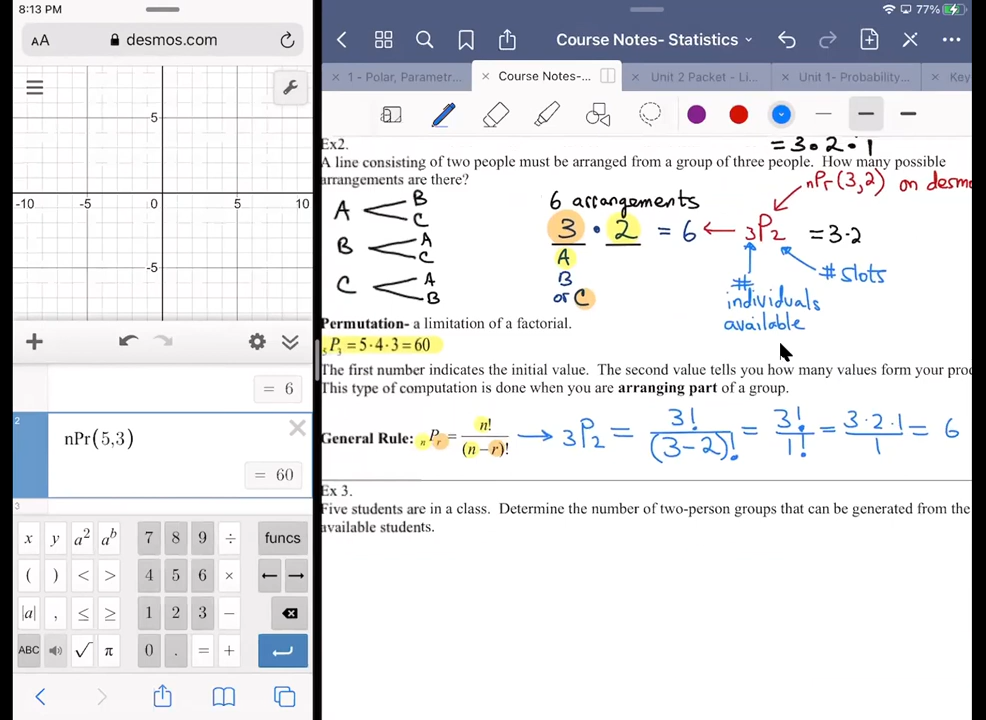 8:13 PM
77%
AA desmos.com
Course Notes- Statistics
1 - Polar, Parametr...
Course Notes-...
Unit 2 Packet - Li...
Unit 1- Probability...
Key
5
-10 -5 0 5 10
-5
= 6
2
nPr(5,3)
= 60
3
x y a² aᵇ 7 8 9 ÷ funcs
( ) < > 4 5 6 × ← →
|a| , ≤ ≥ 1 2 3 −
ABC √ π 0 . = +
= 3·2·1
Ex2.
A line consisting of two people must be arranged from a group of three people. How many possible
arrangements are there?
nPr(3,2) on desm
A < B C
B < A C
C < A B
6 arrangements
3 · 2 = 6 ← ₃P₂ = 3·2
A
B
or C
# individuals available
# slots
Permutation- a limitation of a factorial.
₅P₃ = 5·4·3 = 60
The first number indicates the initial value. The second value tells you how many values form your pro
This type of computation is done when you are arranging part of a group.
General Rule: ₙPᵣ = n! / (n−r)! → ₃P₂ = 3! / (3-2)! = 3! / 1! = 3·2·1 / 1 = 6
Ex 3.
Five students are in a class. Determine the number of two-person groups that can be generated from the
available students.